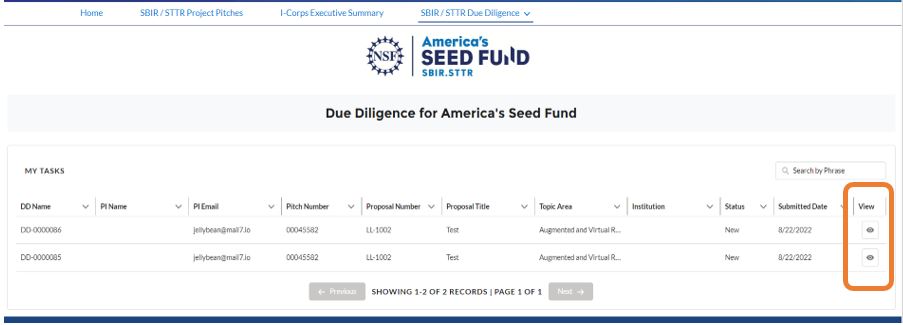 Home SBIR / STTR Project Pitches I-Corps Executive Summary SBIR / STTR Due Diligence
NSF
America's
SEED FUND
SBIR.STTR
Due Diligence for America's Seed Fund
MY TASKS
Search by Phrase
DD Name PI Name PI Email Pitch Number Proposal Number Proposal Title Topic Area Institution Status Submitted Date View
DD-0000086 jellybean@mail7.io 00045582 LL-1002 Test Augmented and Virtual R... New 8/22/2022
DD-0000085 jellybean@mail7.io 00045582 LL-1002 Test Augmented and Virtual R... New 8/22/2022
← Previous SHOWING 1-2 OF 2 RECORDS | PAGE 1 OF 1 Next →